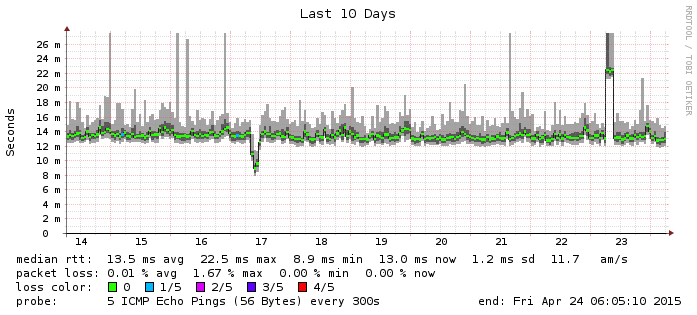 Last 10 Days
RRDTOOL / TOBI OETIKER
Seconds
26 m
24 m
22 m
20 m
18 m
16 m
14 m
12 m
10 m
8 m
6 m
4 m
2 m
0
14 15 16 17 18 19 20 21 22 23
median rtt: 13.5 ms avg 22.5 ms max 8.9 ms min 13.0 ms now 1.2 ms sd 11.7 am/s
packet loss: 0.01 % avg 1.67 % max 0.00 % min 0.00 % now
loss color: 0 1/5 2/5 3/5 4/5
probe: 5 ICMP Echo Pings (56 Bytes) every 300s end: Fri Apr 24 06:05:10 2015